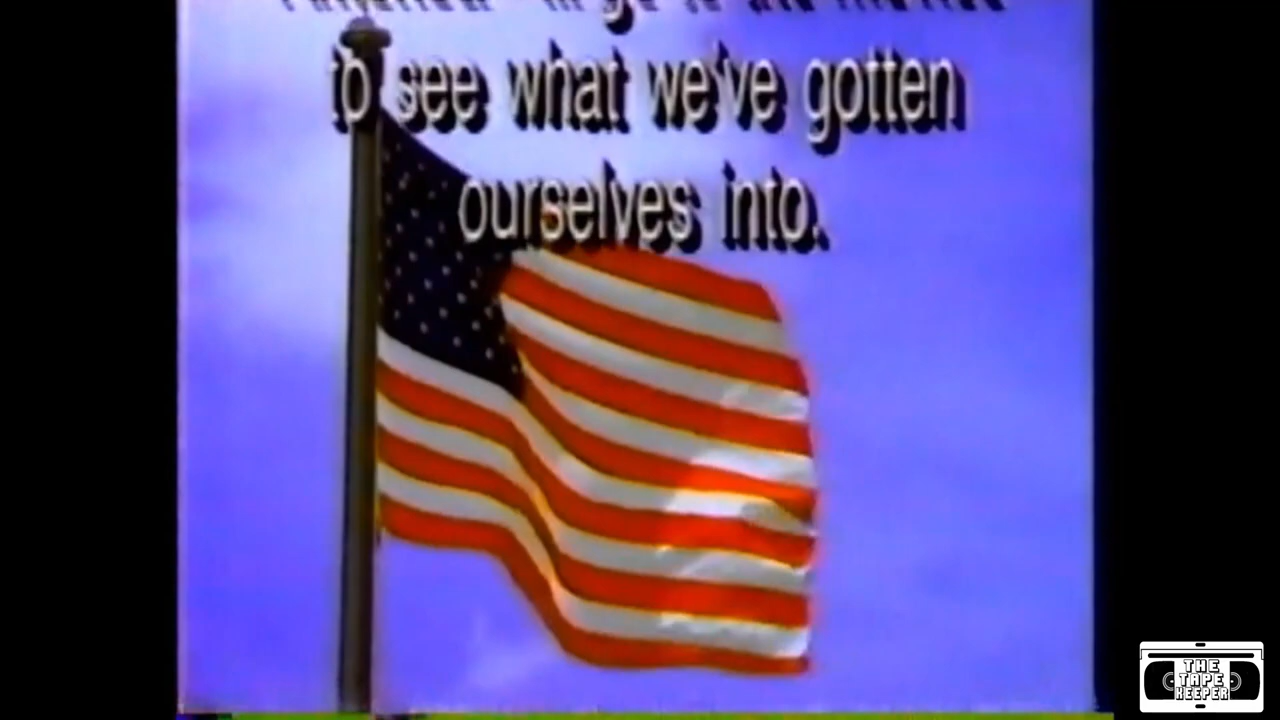 to see what we've gotten
ourselves into.
THE
TAPE
KEEPER